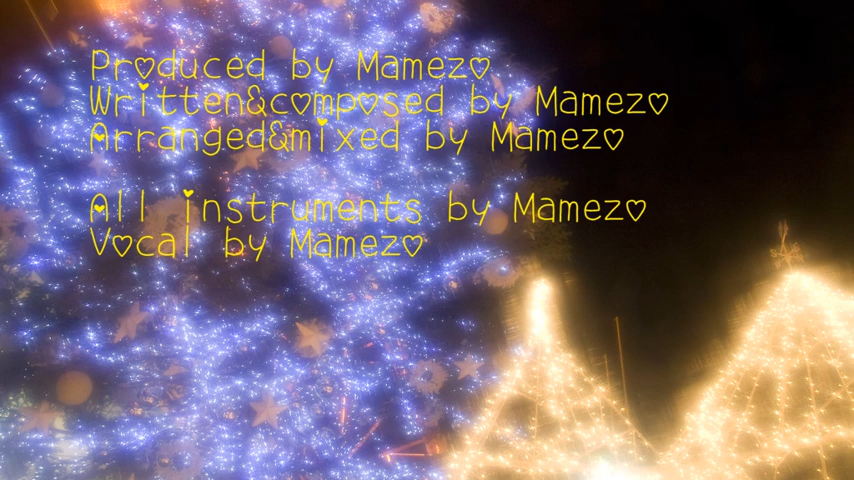 Produced by Mamezo
Written&composed by Mamezo
Arranged&mixed by Mamezo
All instruments by Mamezo
Vocal by Mamezo